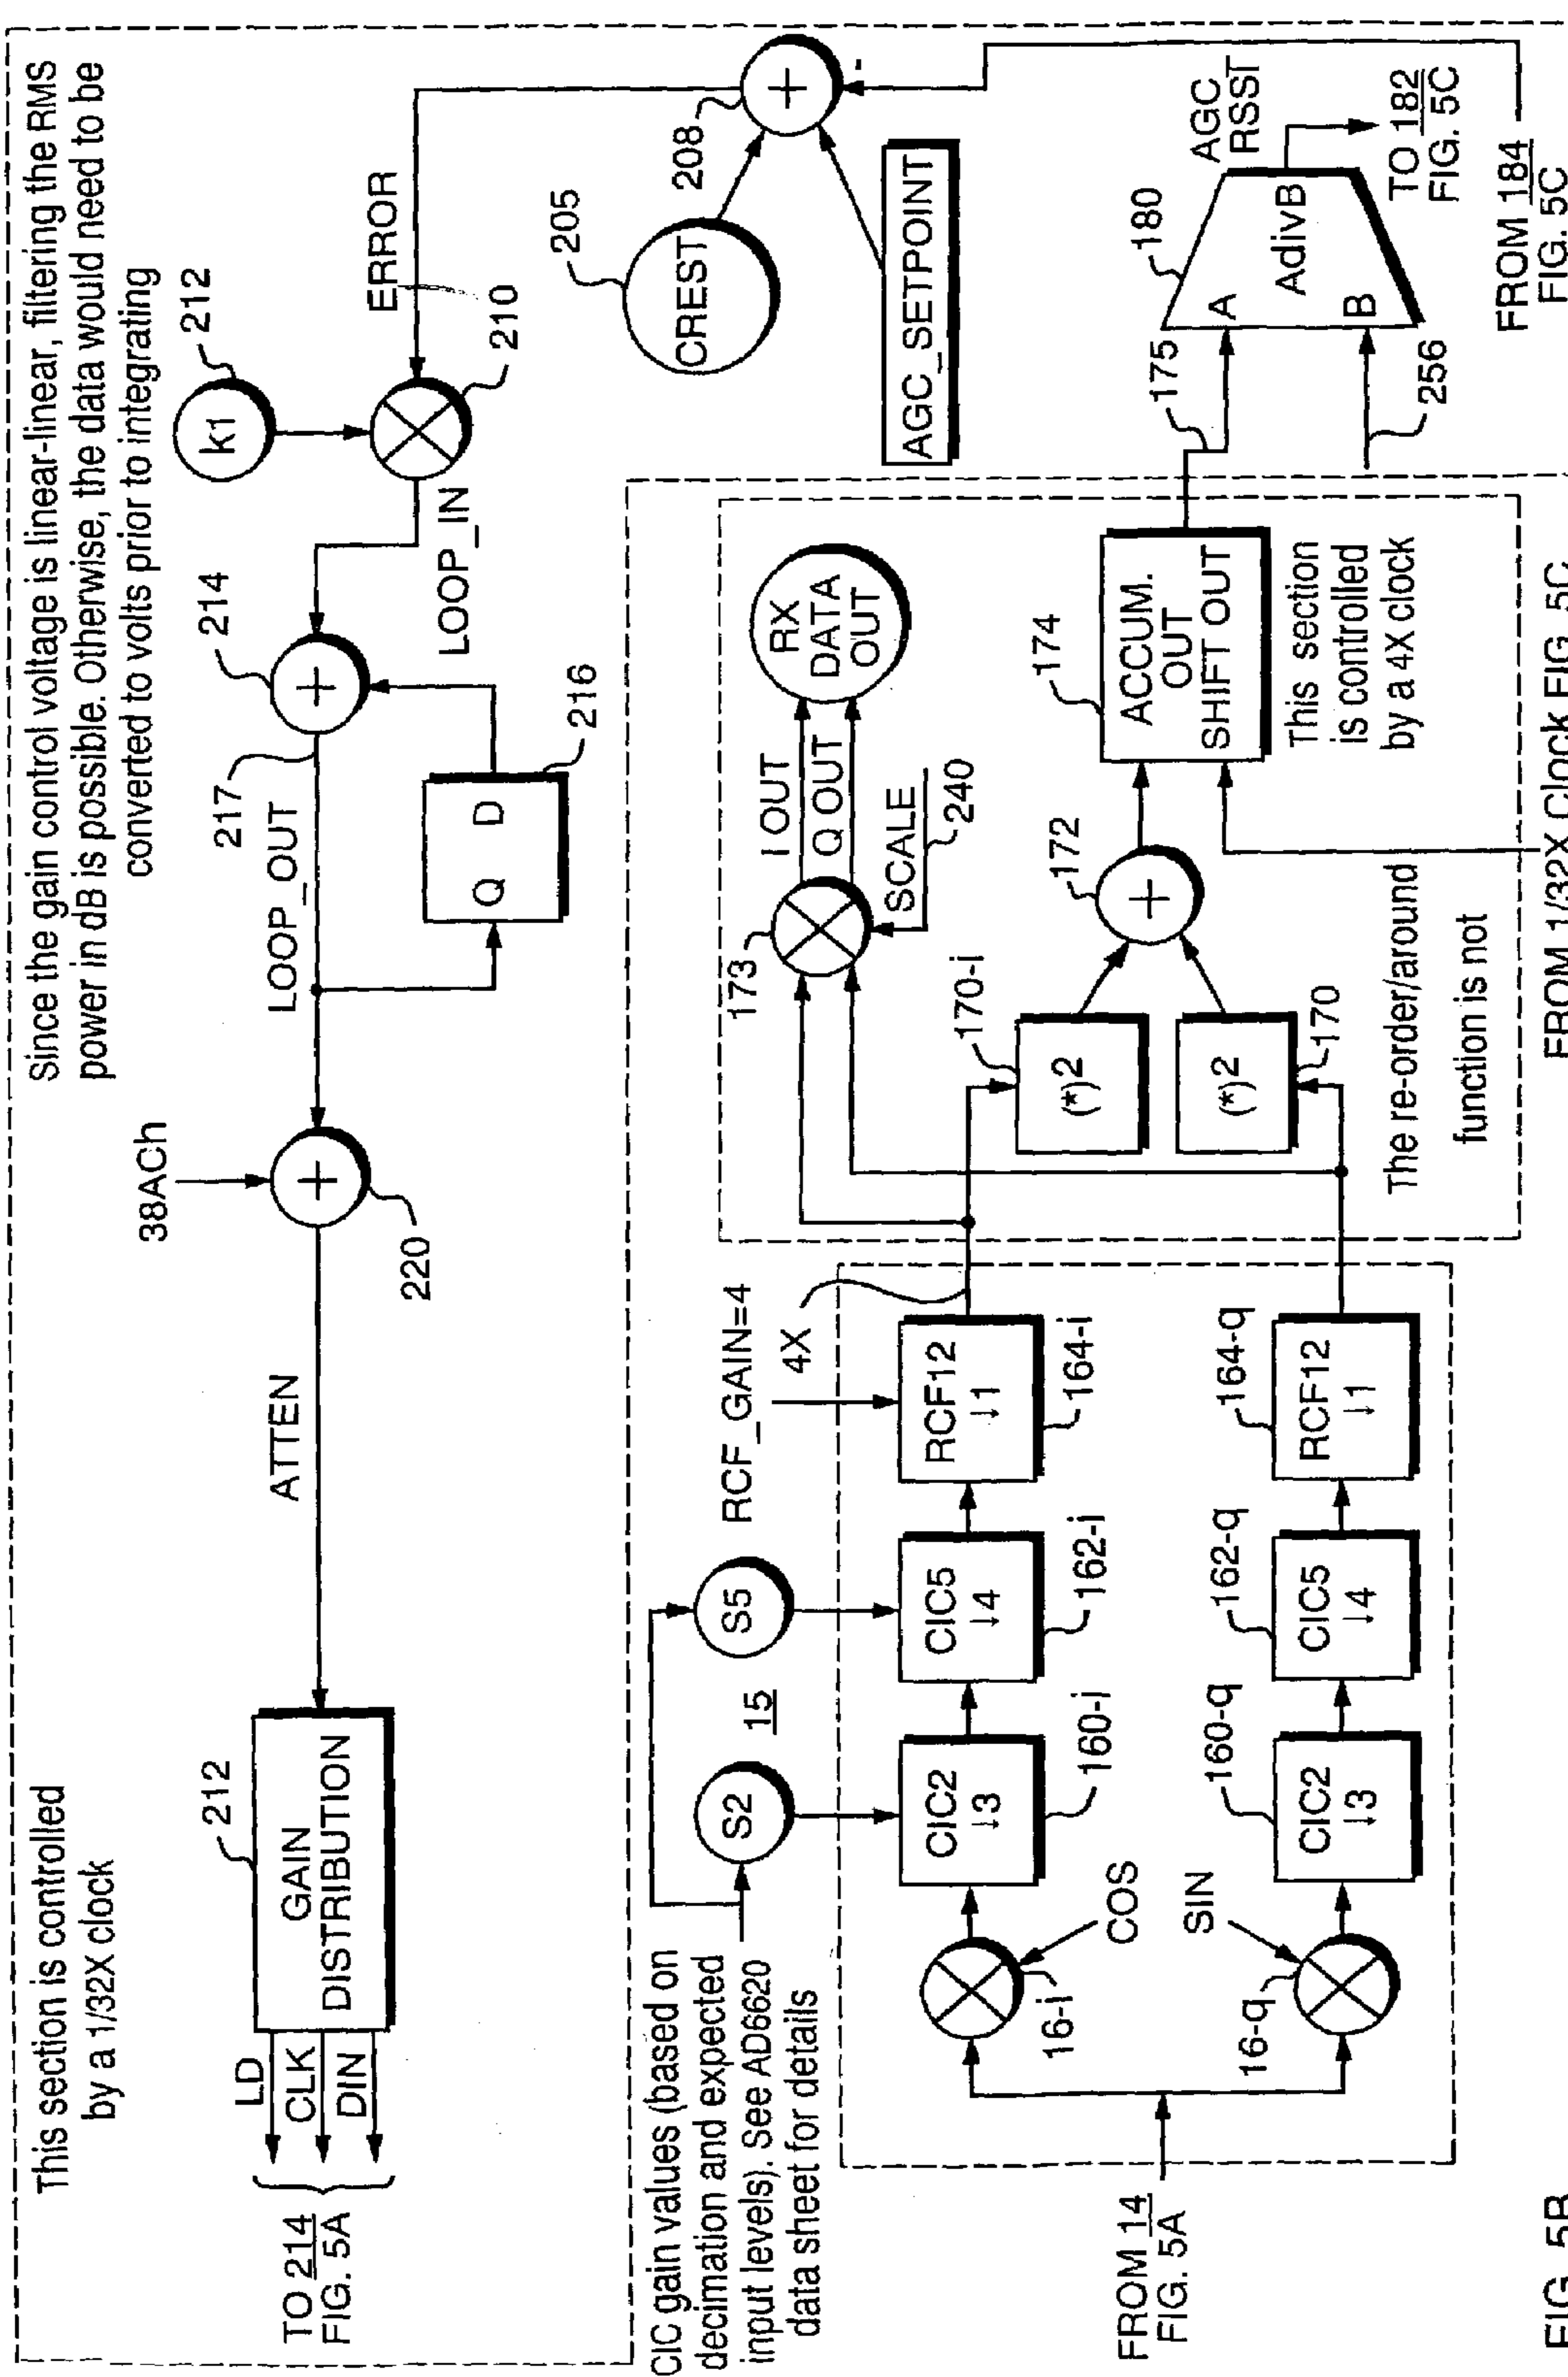 This section is controlled
by a 1/32X clock
Since the gain control voltage is linear-linear, filtering the RMS
power in dB is possible. Otherwise, the data would need to be
converted to volts prior to integrating
TO 214
FIG. 5A
LD
CLK
DIN
212
GAIN
DISTRIBUTION
ATTEN
38ACh
220
LOOP_OUT
217
214
Q D
216
LOOP_IN
k1
212
210
ERROR
205
CREST
208
-
AGC_SETPOINT
CIC gain values (based on
decimation and expected
input levels). See AD6620
data sheet for details
S2
15
S5
RCF_GAIN=4
4X
FROM 14
FIG. 5A
16-i
COS
CIC2
↓3
160-i
CIC5
↓4
162-i
RCF12
↓1
164-i
16-q
SIN
CIC2
↓3
160-q
CIC5
↓4
162-q
RCF12
↓1
164-q
173
I OUT
Q OUT
SCALE
240
RX
DATA
OUT
170-i
(*)2
(*)2
170
172
174
ACCUM.
OUT
SHIFT OUT
The re-order/around
function is not
This section
is controlled
by a 4X clock
175
256
180
A
B
AdivB
AGC
RSST
TO 182
FIG. 5C
FROM 184
FIG. 5C
FROM 1/32X Clock FIG. 5C
FIG. 5B